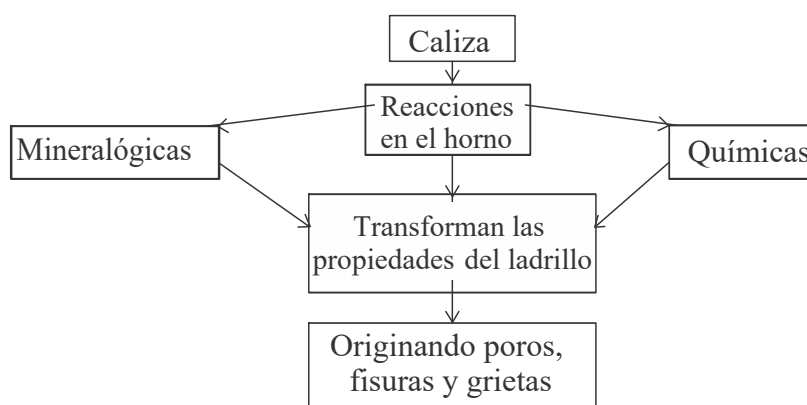 Caliza
Reacciones
en el horno
Mineralógicas
Químicas
Transforman las
propiedades del ladrillo
Originando poros,
fisuras y grietas